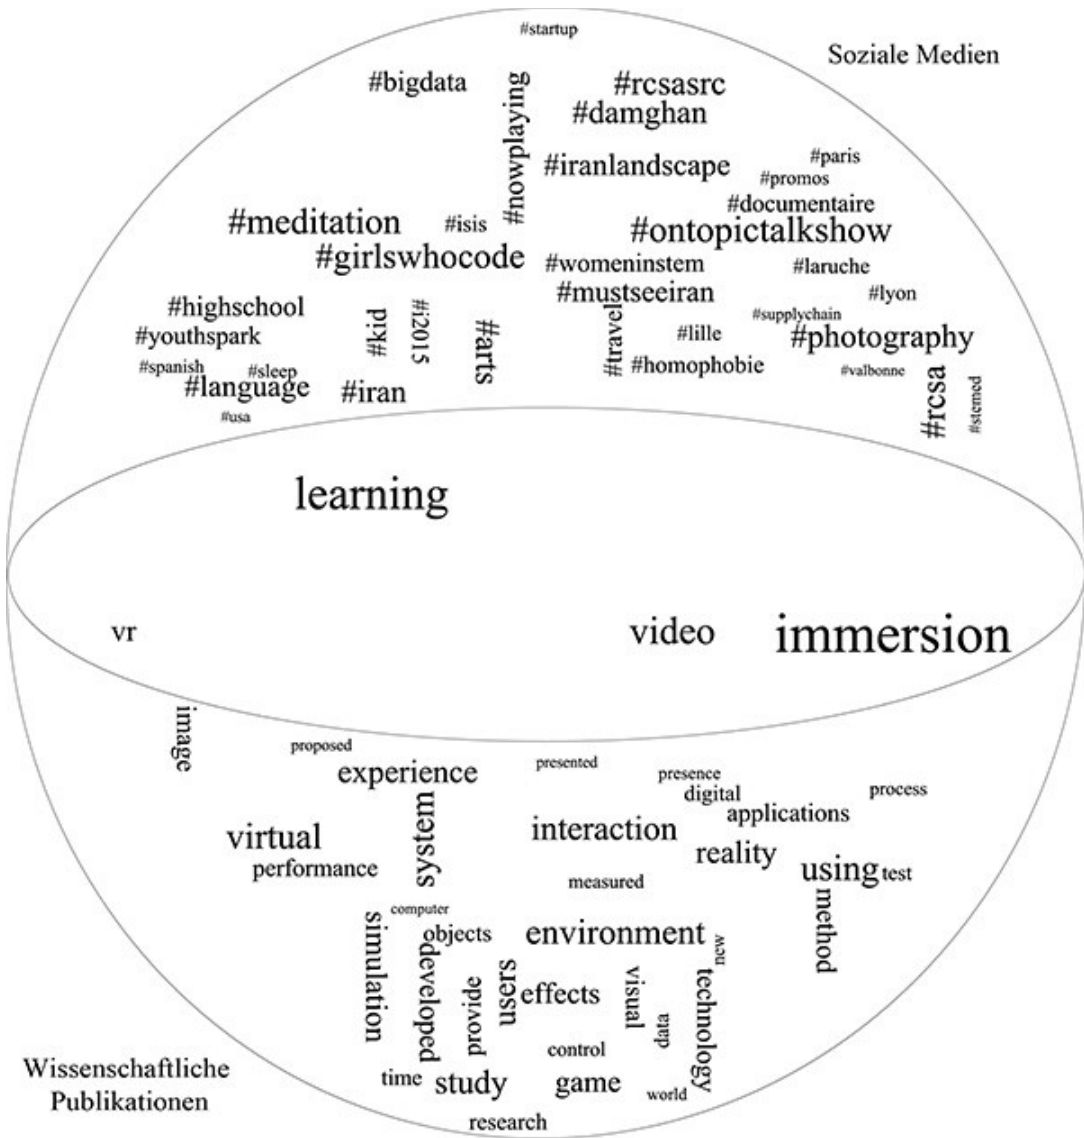 #startup
Soziale Medien
#bigdata
#rcsasrc
#damghan
#nowplaying
#iranlandscape
#paris
#promos
#documentaire
#meditation
#isis
#ontopictalkshow
#girlswhocode
#womeninstem
#laruche
#mustseeiran
#lyon
#highschool
#youthspark
#kid
#i2015
#arts
#travel
#lille
#supplychain
#photography
#spanish
#sleep
#homophobie
#valbonne
#language
#iran
#rcsa
#stemed
#usa
learning
vr
video
immersion
image
proposed
experience
presented
presence
digital
process
applications
system
virtual
interaction
performance
reality
using
test
measured
method
computer
objects
environment
new
simulation
developed
provide
users
effects
visual
data
technology
control
Wissenschaftliche
Publikationen
time
study
game
world
research